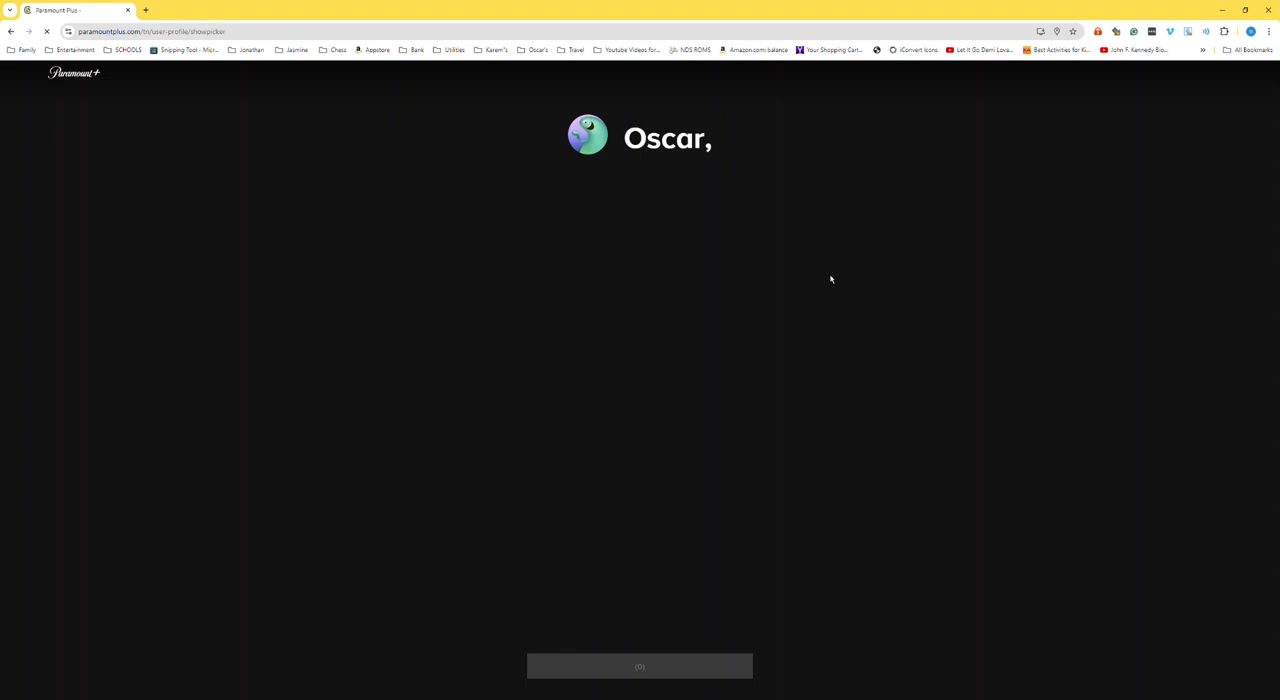 Paramount Plus -
paramountplus.com/tn/user-profile/showpicker
Family Entertainment SCHOOLS Snipping Tool - Micr... Jonathan Jasmine Chess Appstore Bank Utilities Karem"s Oscar's Travel Youtube Videos for... NDS ROMS Amazon.com: balance Your Shopping Cart... iConvert Icons Let It Go Demi Lova... Best Activities for Ki... John F. Kennedy Bio... » All Bookmarks
Paramount+
Oscar,
(0)